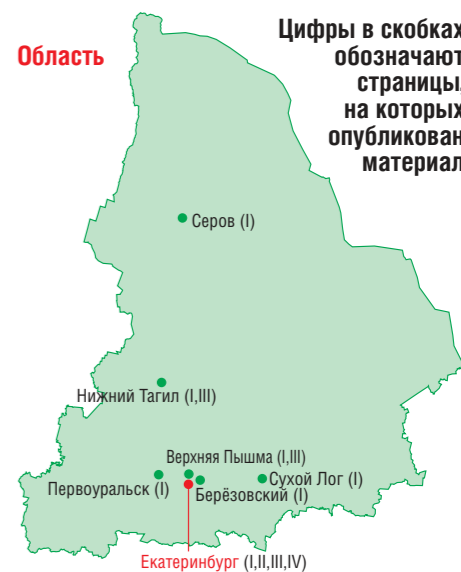 Область
Цифры в скобках
обозначают
страницы,
на которых
опубликован
материал
Серов (I)
Нижний Тагил (I,III)
Верхняя Пышма (I,III)
Первоуральск (I)
Сухой Лог (I)
Берёзовский (I)
Екатеринбург (I,II,III,IV)